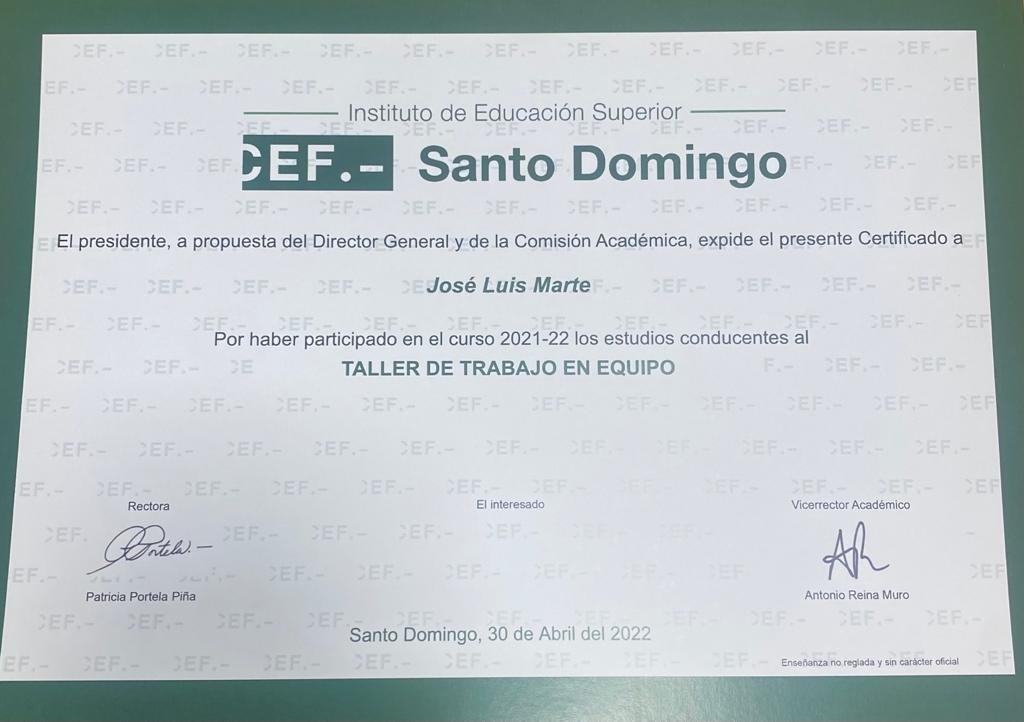 Instituto de Educación Superior
CEF.- Santo Domingo
El presidente, a propuesta del Director General y de la Comisión Académica, expide el presente Certificado a
José Luis Marte
Por haber participado en el curso 2021-22 los estudios conducentes al
TALLER DE TRABAJO EN EQUIPO
Rectora
El interesado
Vicerrector Académico
Portela.
AR
Patricia Portela Piña
Antonio Reina Muro
Santo Domingo, 30 de Abril del 2022
Enseñanza no reglada y sin carácter oficial